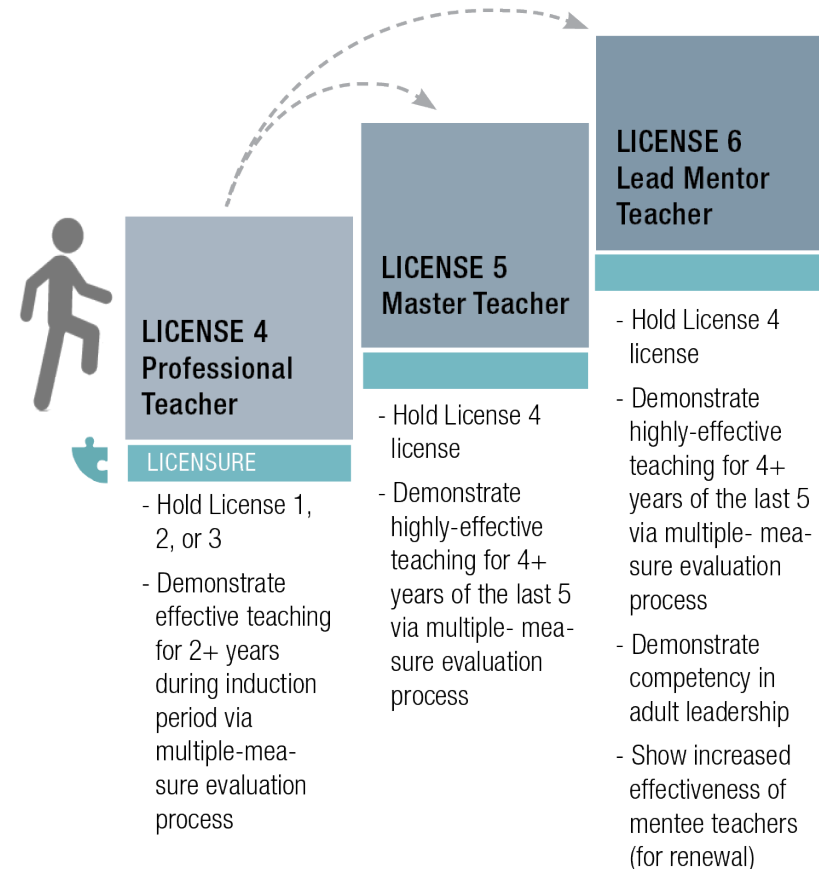 LICENSE 4
Professional
Teacher
LICENSURE
- Hold License 1,
2, or 3
- Demonstrate
effective teaching
for 2+ years
during induction
period via
multiple-mea-
sure evaluation
process
LICENSE 5
Master Teacher
- Hold License 4
license
- Demonstrate
highly-effective
teaching for 4+
years of the last 5
via multiple- mea-
sure evaluation
process
LICENSE 6
Lead Mentor
Teacher
- Hold License 4
license
- Demonstrate
highly-effective
teaching for 4+
years of the last 5
via multiple- mea-
sure evaluation
process
- Demonstrate
competency in
adult leadership
- Show increased
effectiveness of
mentee teachers
(for renewal)